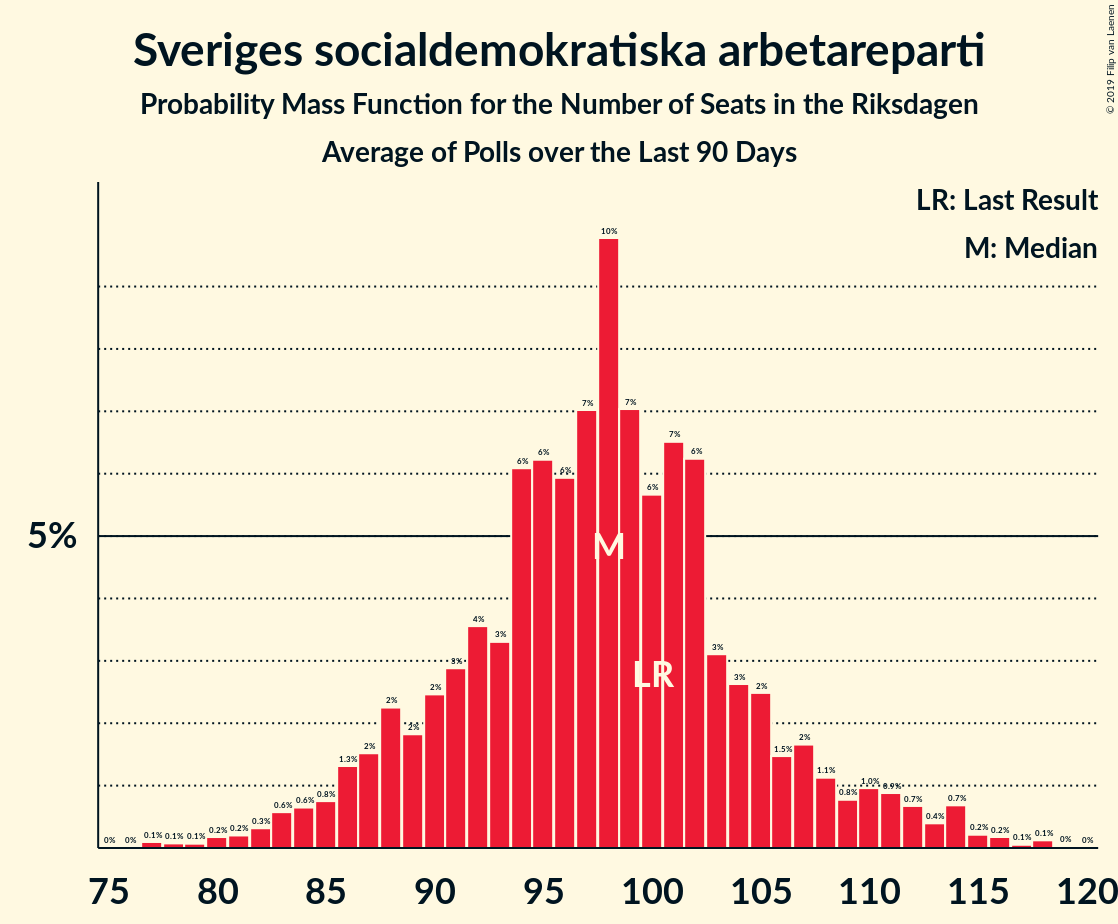 Sveriges socialdemokratiska arbetareparti
Probability Mass Function for the Number of Seats in the Riksdagen
Average of Polls over the Last 90 Days
© 2019 Filip van Laenen
LR: Last Result
M: Median
5%
0% 0% 0.1% 0.1% 0.1% 0.2% 0.2% 0.3% 0.6% 0.6% 0.8% 1.3% 2% 2% 2% 2% 3% 4% 3% 6% 6% 6% 7% 10% 7% 6% 7% 6% 3% 3% 2% 1.5% 2% 1.1% 0.8% 1.0% 0.9% 0.7% 0.4% 0.7% 0.2% 0.2% 0.1% 0.1% 0% 0%
M
LR
75 80 85 90 95 100 105 110 115 120